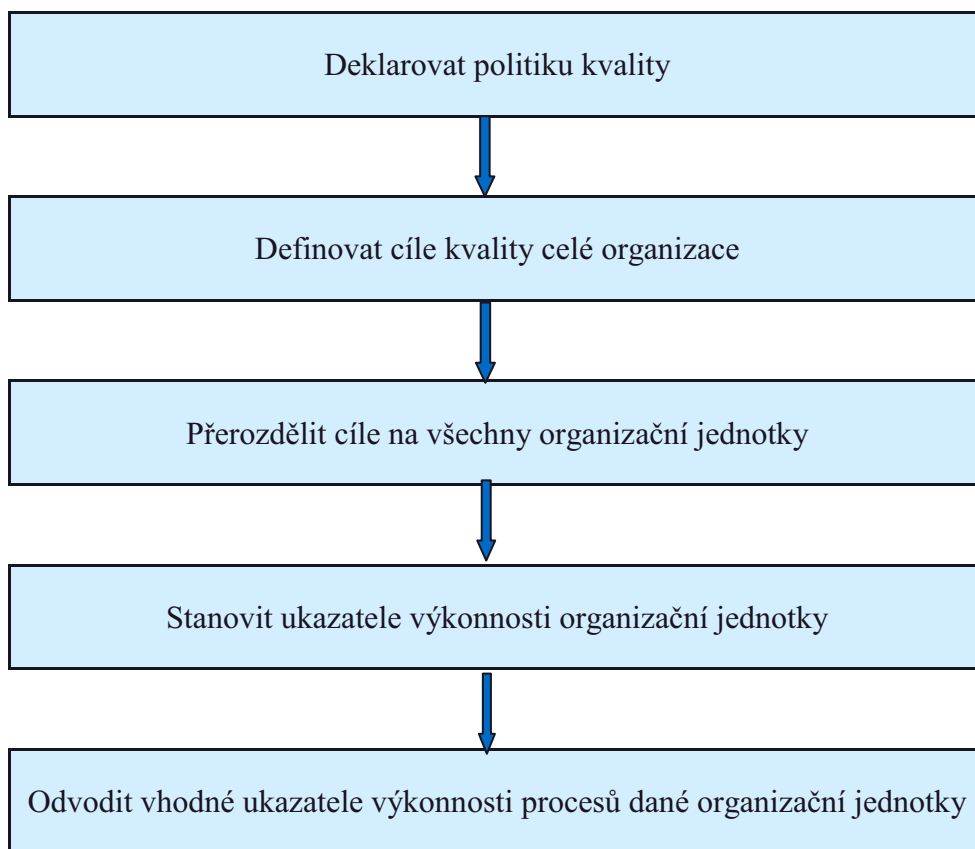 Deklarovat politiku kvality
Definovat cíle kvality celé organizace
Přerozdělit cíle na všechny organizační jednotky
Stanovit ukazatele výkonnosti organizační jednotky
Odvodit vhodné ukazatele výkonnosti procesů dané organizační jednotky